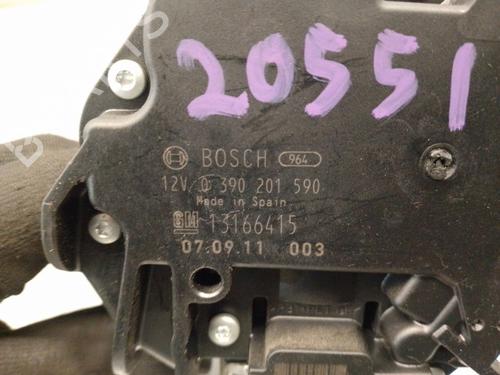 20551
BOSCH 964
12V 0 390 201 590
Made in Spain
GM 13166415
07.09.11 003